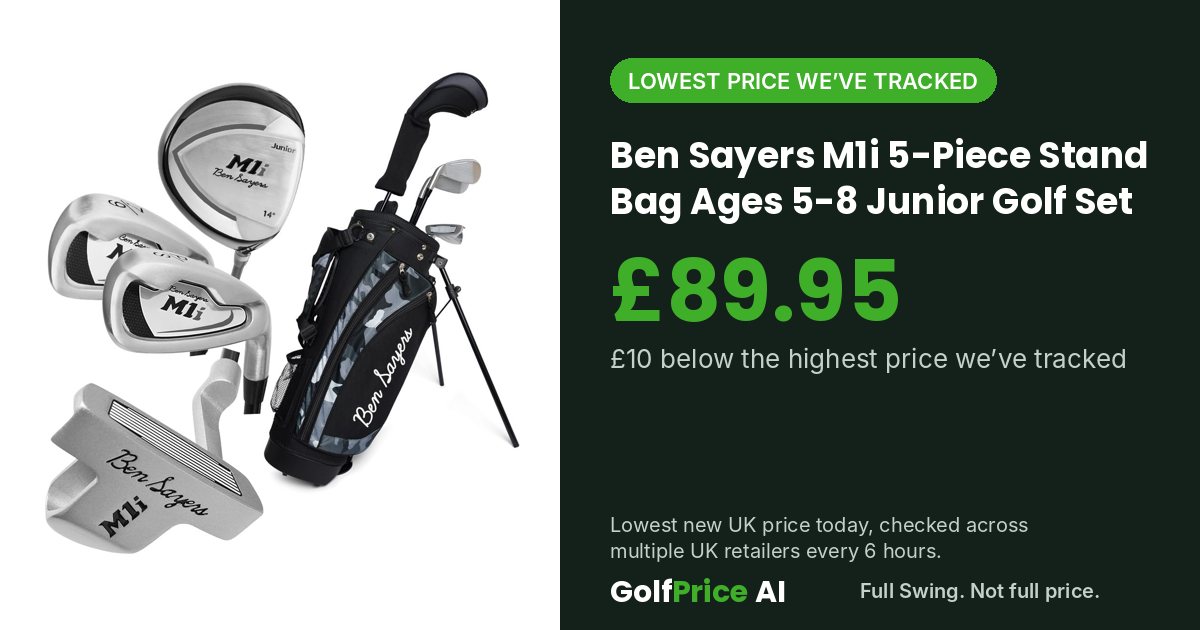 Junior
M1i
Ben Sayers
14°
M1i
Ben Sayers
M1i
Ben Sayers
Ben Sayers
M1i
LOWEST PRICE WE’VE TRACKED
Ben Sayers M1i 5-Piece Stand
Bag Ages 5-8 Junior Golf Set
£89.95
£10 below the highest price we’ve tracked
Lowest new UK price today, checked across
multiple UK retailers every 6 hours.
GolfPrice AI
Full Swing. Not full price.